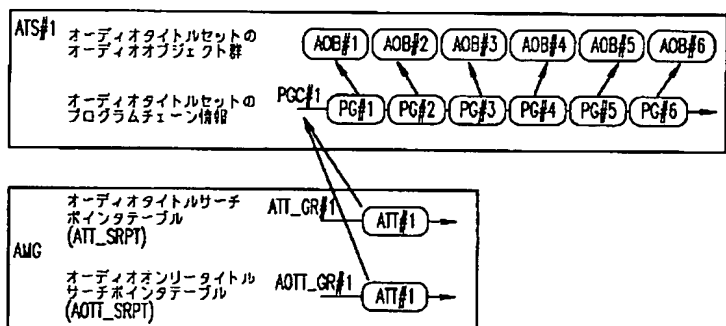 ATS#1
オーディオタイトルセットの
オーディオオブジェクト群
AOB#1 AOB#2 AOB#3 AOB#4 AOB#5 AOB#6
オーディオタイトルセットの
プログラムチェーン情報
PGC#1
PG#1 PG#2 PG#3 PG#4 PG#5 PG#6
AMG
オーディオタイトルサーチ
ポインタテーブル
(ATT_SRPT)
ATT_GR#1
ATT#1
オーディオオンリータイトル
サーチポインタテーブル
(AOTT_SRPT)
AOTT_GR#1
ATT#1